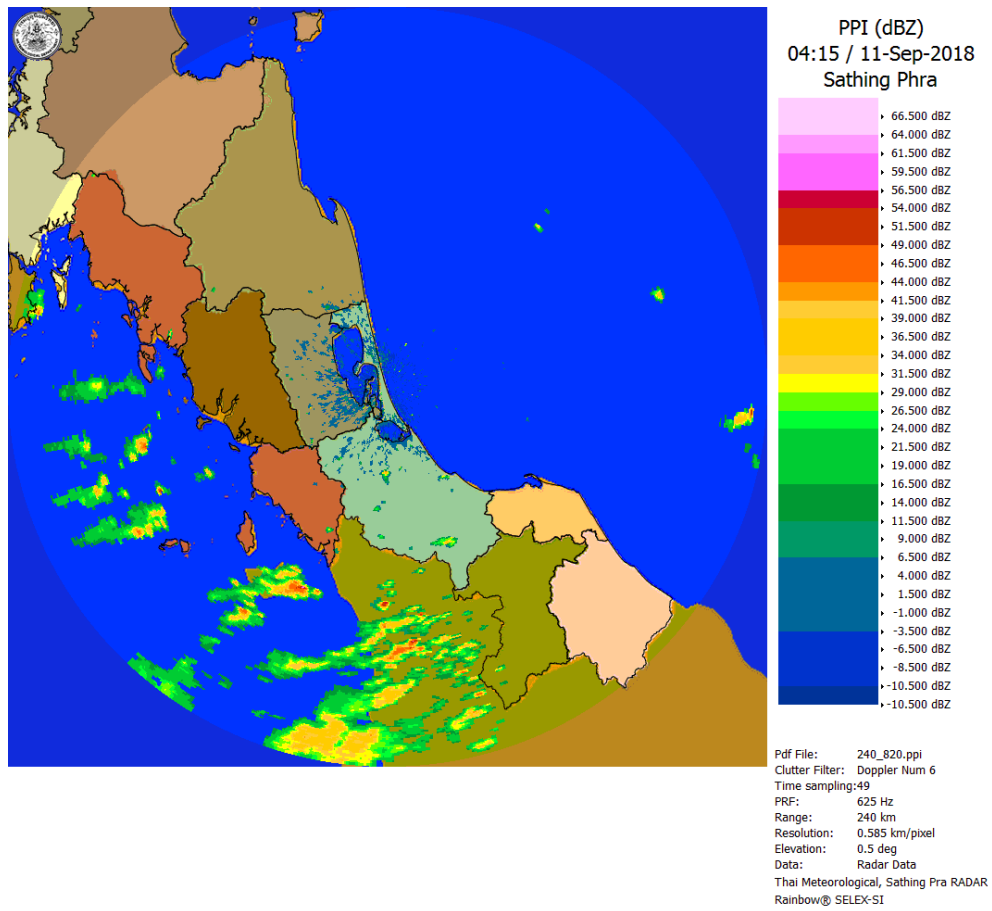 PPI (dBZ)
04:15 / 11-Sep-2018
Sathing Phra
66.500 dBZ
64.000 dBZ
61.500 dBZ
59.500 dBZ
56.500 dBZ
54.000 dBZ
51.500 dBZ
49.000 dBZ
46.500 dBZ
44.000 dBZ
41.500 dBZ
39.000 dBZ
36.500 dBZ
34.000 dBZ
31.500 dBZ
29.000 dBZ
26.500 dBZ
24.000 dBZ
21.500 dBZ
19.000 dBZ
16.500 dBZ
14.000 dBZ
11.500 dBZ
9.000 dBZ
6.500 dBZ
4.000 dBZ
1.500 dBZ
-1.000 dBZ
-3.500 dBZ
-6.500 dBZ
-8.500 dBZ
-10.500 dBZ
-10.500 dBZ
Pdf File: 240_820.ppi
Clutter Filter: Doppler Num 6
Time sampling:49
PRF: 625 Hz
Range: 240 km
Resolution: 0.585 km/pixel
Elevation: 0.5 deg
Data: Radar Data
Thai Meteorological, Sathing Pra RADAR
Rainbow® SELEX-SI